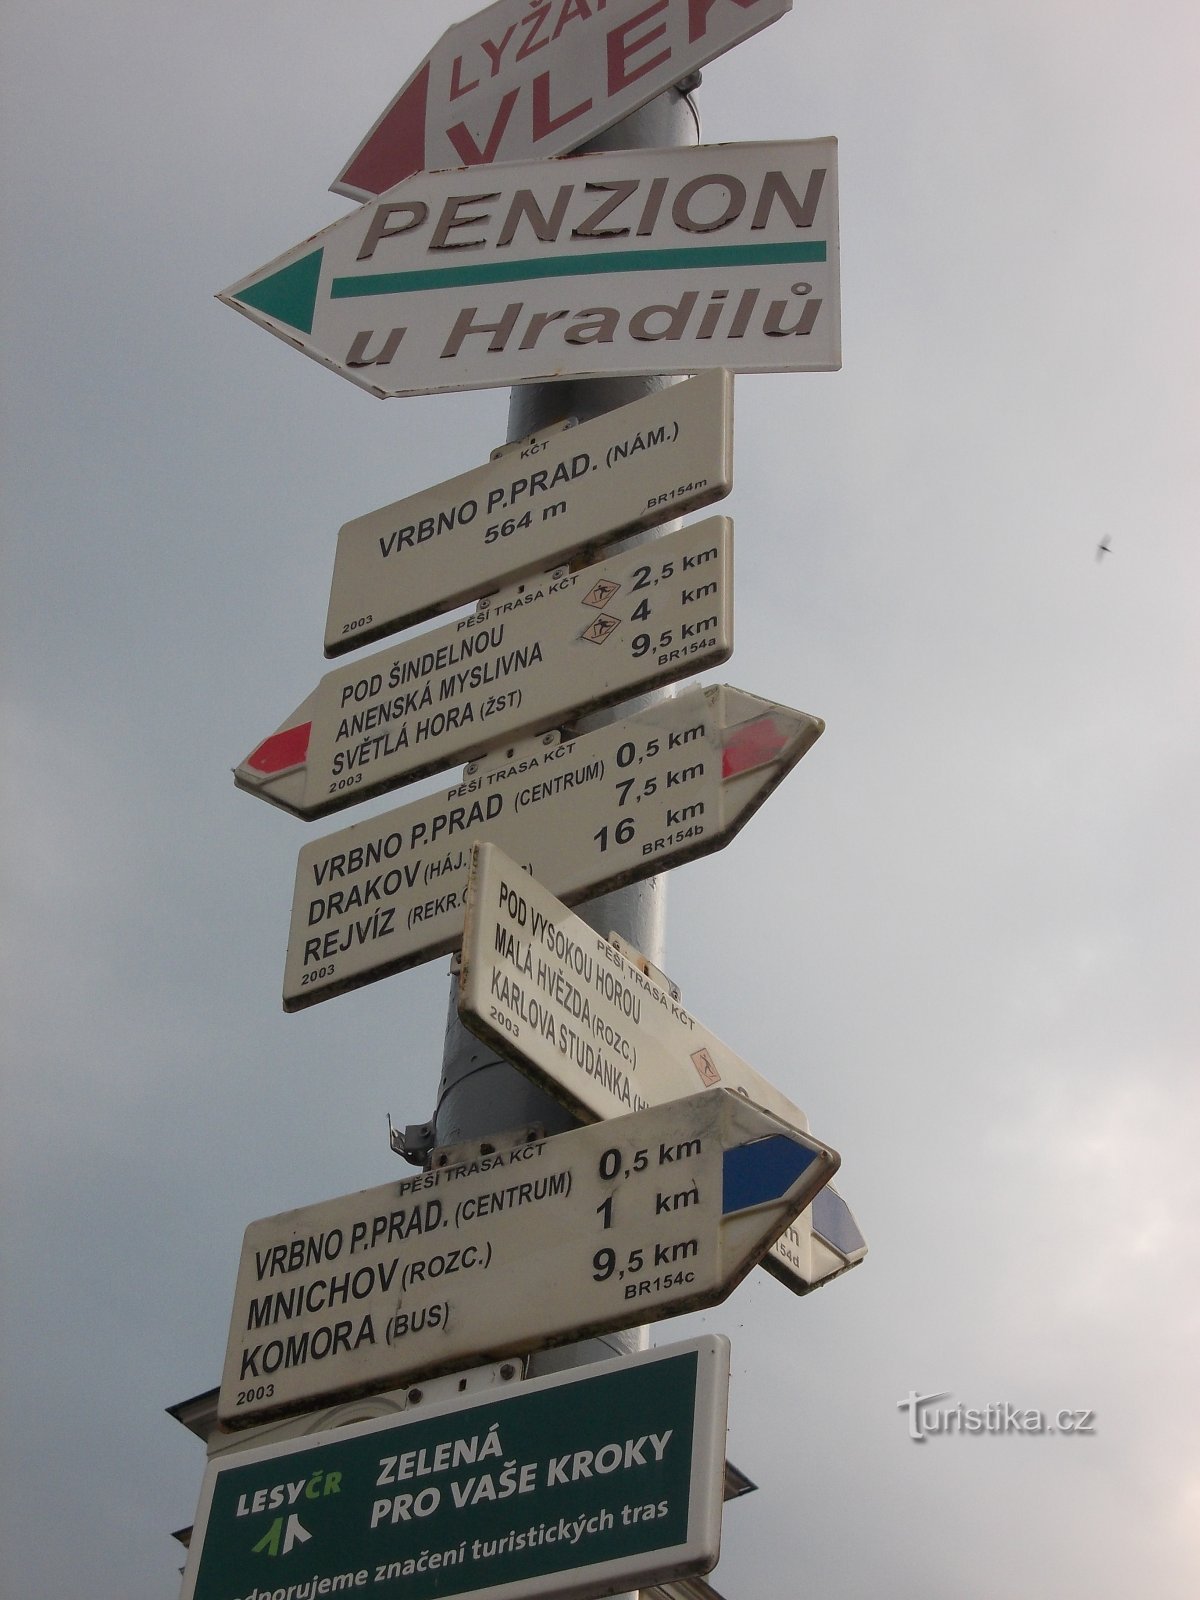 VLEK
PENZION
u Hradilů
KČT
VRBNO P.PRAD. (NÁM.)
564 m
BR154m
2003
PĚŠÍ TRASA KČT
POD ŠINDELNOU 2,5 km
ANENSKÁ MYSLIVNA 4 km
SVĚTLÁ HORA (ŽST) 9,5 km
2003 BR154a
PĚŠÍ TRASA KČT
VRBNO P.PRAD (CENTRUM) 0,5 km
DRAKOV (HÁJ.) 7,5 km
REJVÍZ (REKR. 16 km
2003 BR154b
PĚŠÍ TRASA KČT
POD VYSOKOU HOROU
MALÁ HVĚZDA (ROZC.)
KARLOVA STUDÁNKA
2003
PĚŠÍ TRASA KČT
VRBNO P.PRAD. (CENTRUM) 0,5 km
MNICHOV (ROZC.) 1 km
KOMORA (BUS) 9,5 km
2003 BR154c
LESY ČR
ZELENÁ
PRO VAŠE KROKY
značení turistických tras
Turistika.cz